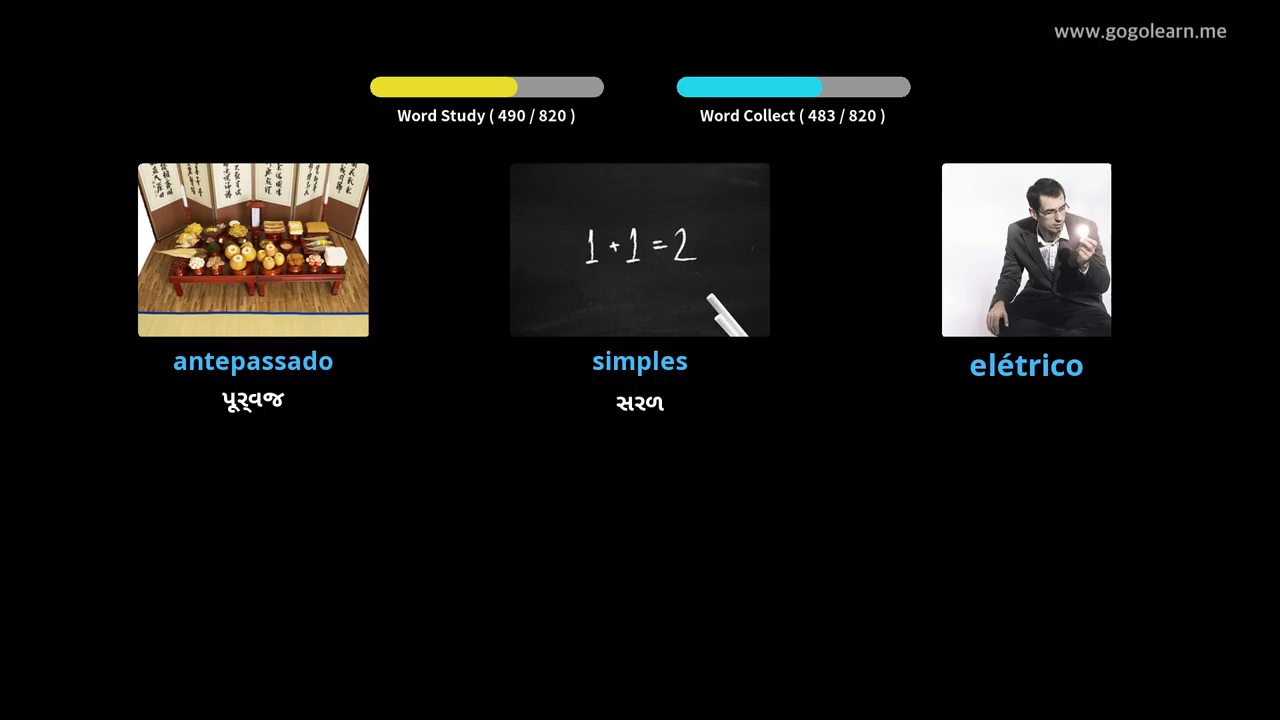 www.gogolearn.me
Word Study ( 490 / 820 )
Word Collect ( 483 / 820 )
1 + 1 = 2
antepassado
simples
elétrico
પૂર્વજ
સરળ